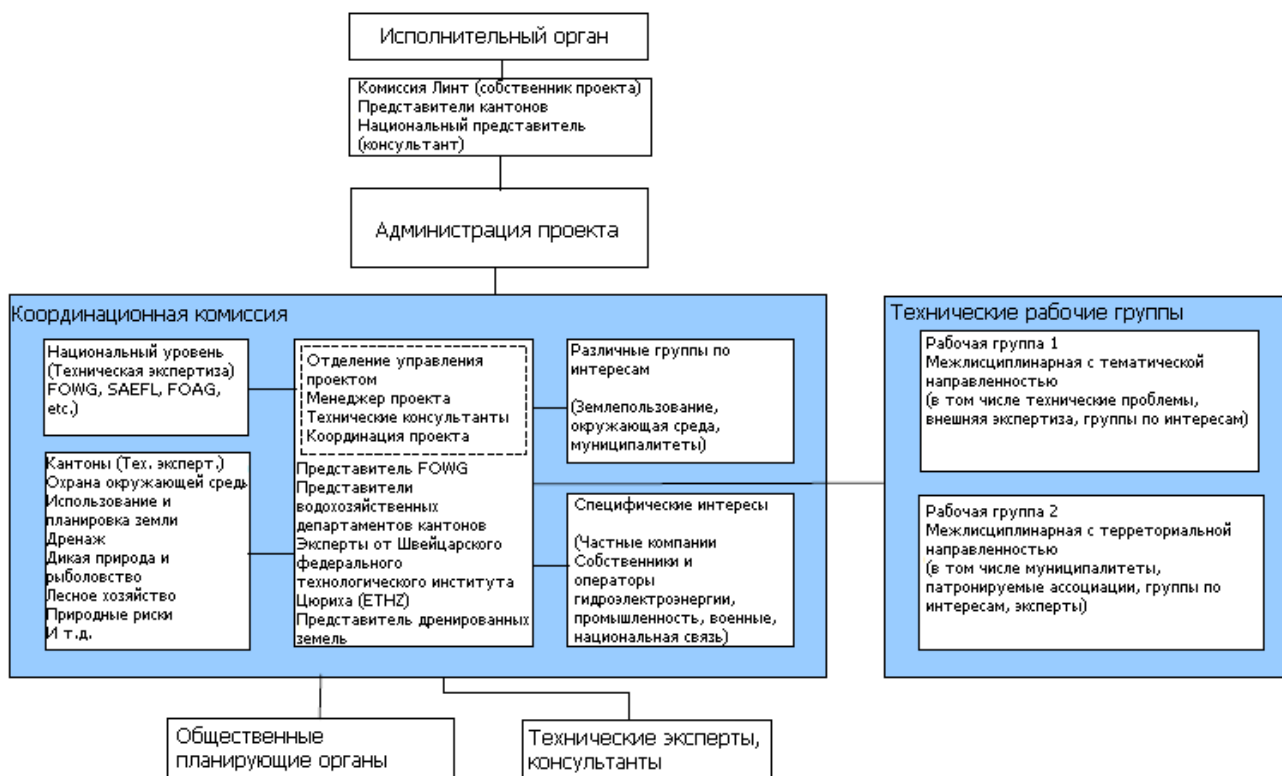 Исполнительный орган
Комиссия Линт (собственник проекта)
Представители кантонов
Национальный представитель
(консультант)
Администрация проекта
Координационная комиссия
Национальный уровень
(Техническая экспертиза)
FOWG, SAEFL, FOAG,
etc.)
Кантоны (Тех. эксперт.)
Охрана окружающей средь
Использование и
планировка земли
Дренаж
Дикая природа и
рыболовство
Лесное хозяйство
Природные риски
И т.д.
Отделение управления
проектом
Менеджер проекта
Технические консультанты
Координация проекта
Представитель FOWG
Представители
водохозяйственных
департаментов кантонов
Эксперты от Швейцарского
федерального
технологического института
Цюриха (ETHZ)
Представитель дренированных
земель
Различные группы по
интересам
(Землепользование,
окружающая среда,
муниципалитеты)
Специфические интересы
(Частные компании
Собственники и
операторы
гидроэлектроэнергии,
промышленность, военные,
национальная связь)
Технические рабочие группы
Рабочая группа 1
Межлисциплинарная с тематической
направленностью
(в том числе технические проблемы,
внешняя экспертиза, группы по интересам)
Рабочая группа 2
Межлисциплинарная с терреториальной
направленностью
(в том числе муниципалитеты,
патронируемые ассоциации, группы по
интересам, эксперты)
Общественные
планирующие органы
Технические эксперты,
консультанты